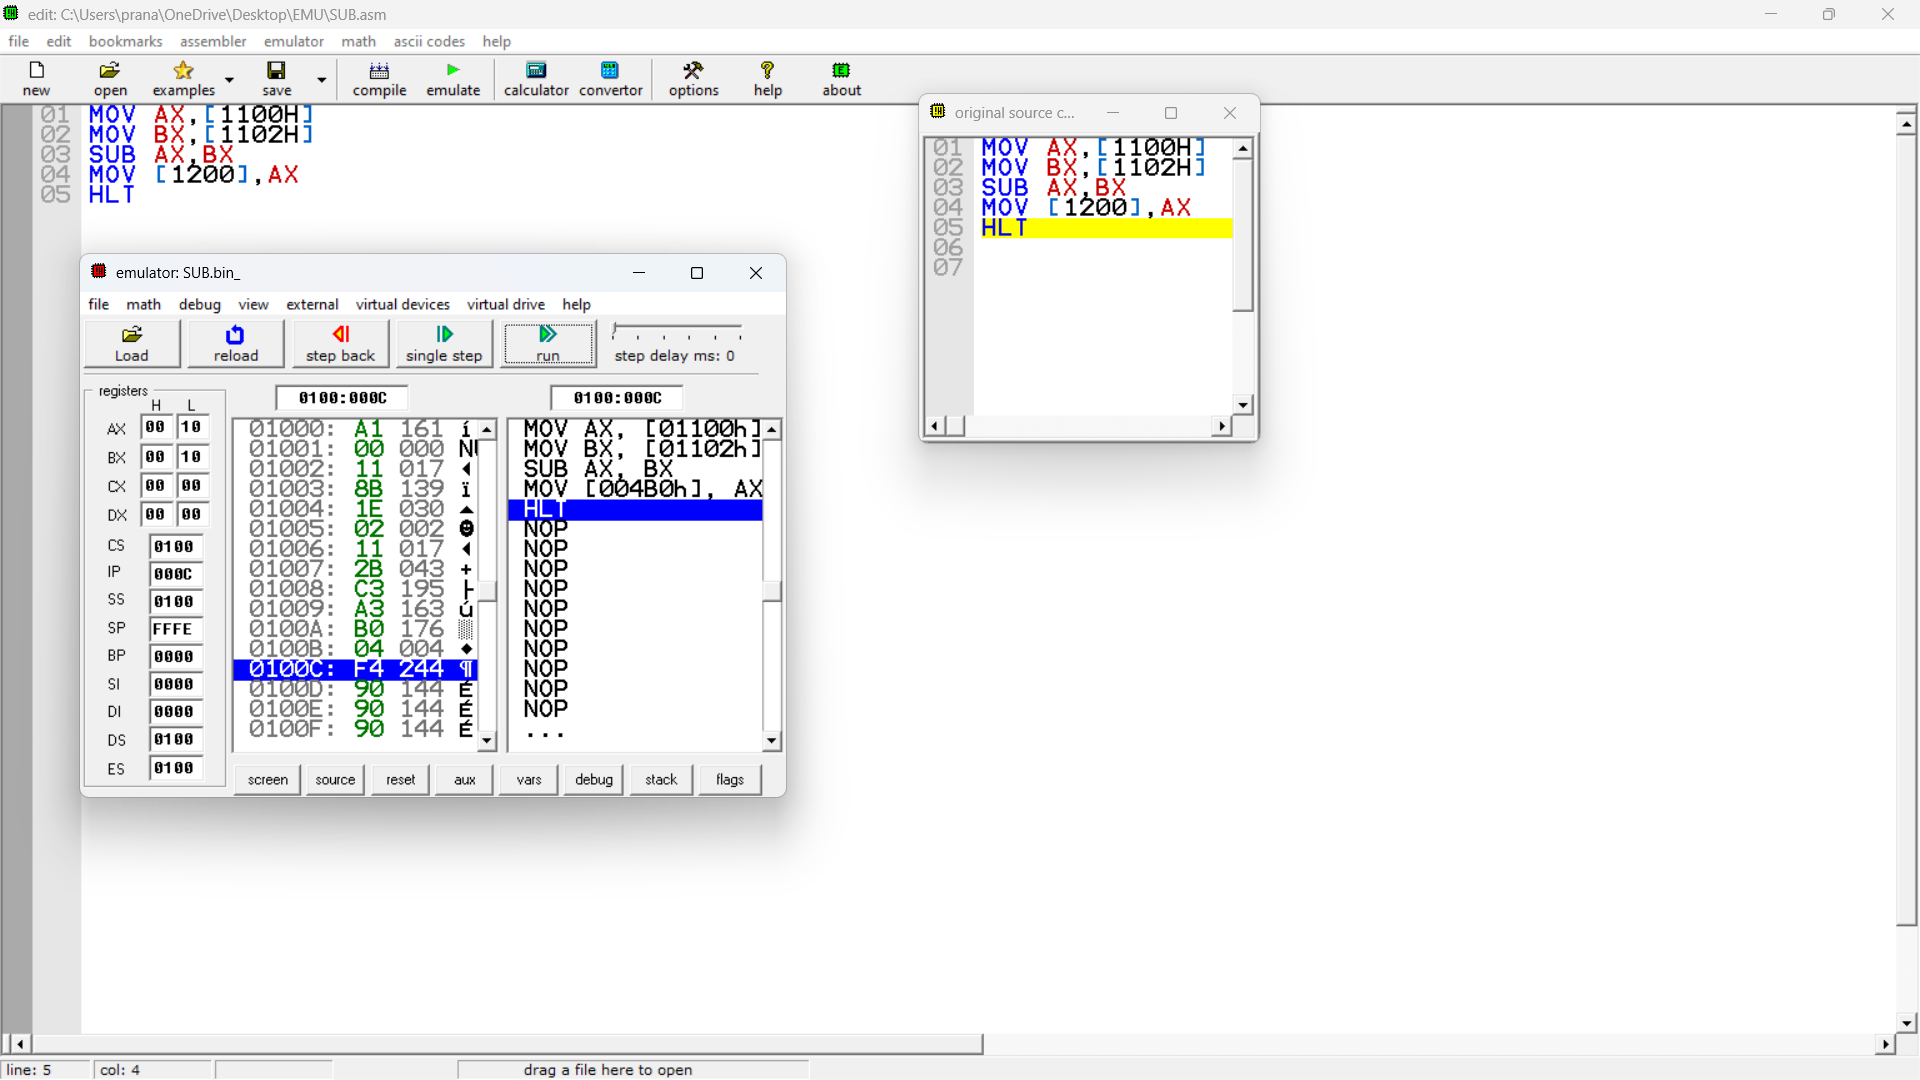 edit: C:\Users\prana\OneDrive\Desktop\EMU\SUB.asm
file edit bookmarks assembler emulator math ascii codes help
new open examples save compile emulate calculator convertor options help about
01 MOV AX,[1100H]
02 MOV BX,[1102H]
03 SUB AX,BX
04 MOV [1200],AX
05 HLT
original source c...
01 MOV AX,[1100H]
02 MOV BX,[1102H]
03 SUB AX,BX
04 MOV [1200],AX
05 HLT
06
07
emulator: SUB.bin_
file math debug view external virtual devices virtual drive help
Load reload step back single step run step delay ms: 0
registers
H L
AX 00 10
BX 00 10
CX 00 00
DX 00 00
CS 0100
IP 000C
SS 0100
SP FFFE
BP 0000
SI 0000
DI 0000
DS 0100
ES 0100
0100:000C
01000: A1 161 í
01001: 00 000
01002: 11 017 ◄
01003: 8B 139 ï
01004: 1E 030 ▲
01005: 02 002 ☻
01006: 11 017 ◄
01007: 2B 043 +
01008: C3 195 ├
01009: A3 163 ú
0100A: B0 176 ░
0100B: 04 004 ♦
0100C: F4 244 ¶
0100D: 90 144 É
0100E: 90 144 É
0100F: 90 144 É
0100:000C
MOV AX, [01100h]
MOV BX, [01102h]
SUB AX, BX
MOV [004B0h], AX
HLT
NOP
NOP
NOP
NOP
NOP
NOP
NOP
NOP
NOP
NOP
...
screen source reset aux vars debug stack flags
line: 5 col: 4 drag a file here to open